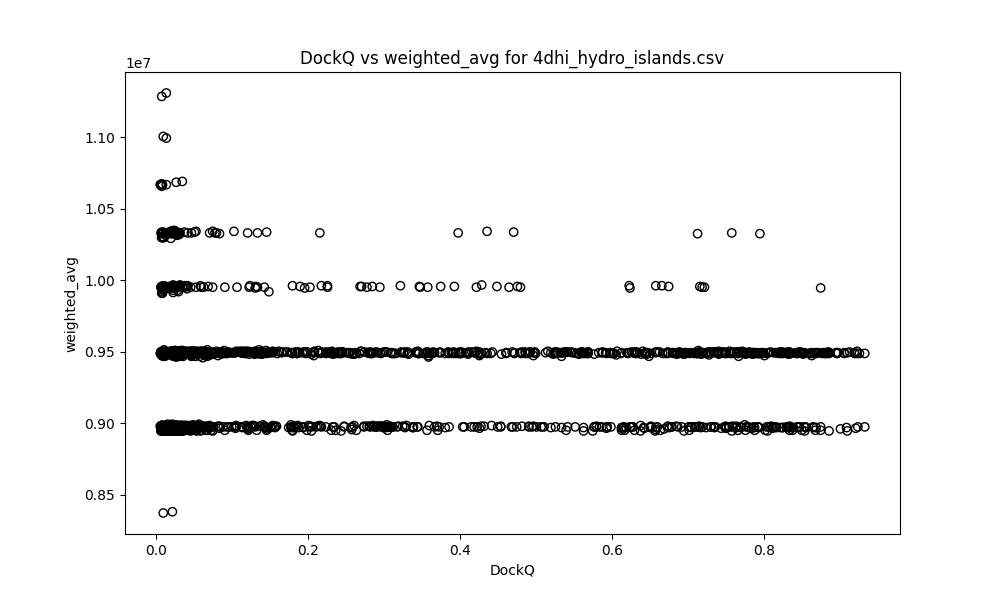 DockQ vs weighted_avg for 4dhi_hydro_islands.csv
1e7
1.10
1.05
1.00
0.95
0.90
0.85
weighted_avg
0.0 0.2 0.4 0.6 0.8
DockQ